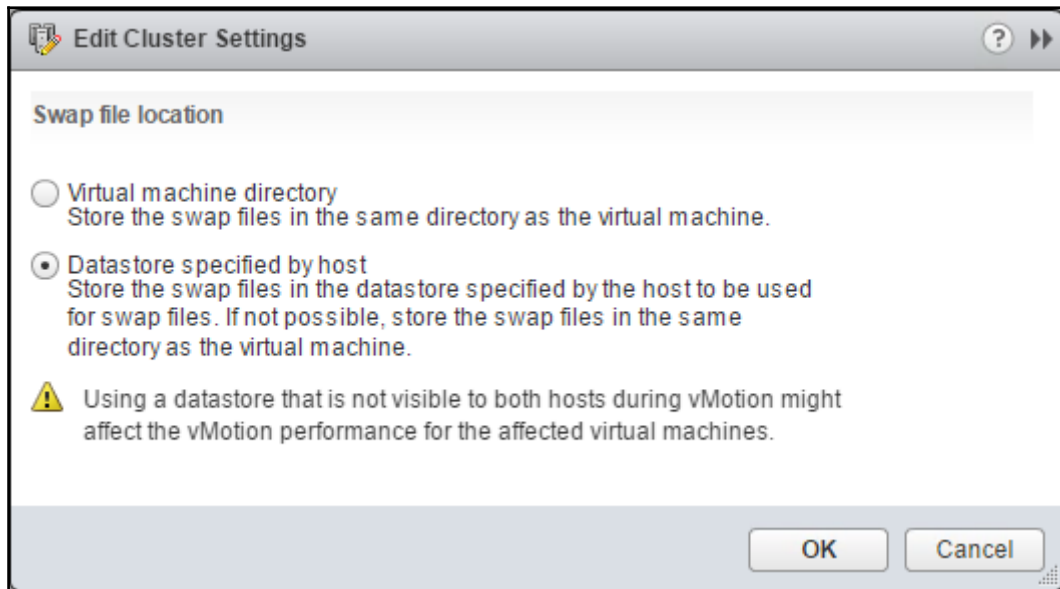 Edit Cluster Settings
Swap file location
Virtual machine directory
Store the swap files in the same directory as the virtual machine.
Datastore specified by host
Store the swap files in the datastore specified by the host to be used
for swap files. If not possible, store the swap files in the same
directory as the virtual machine.
Using a datastore that is not visible to both hosts during vMotion might
affect the vMotion performance for the affected virtual machines.
OK Cancel